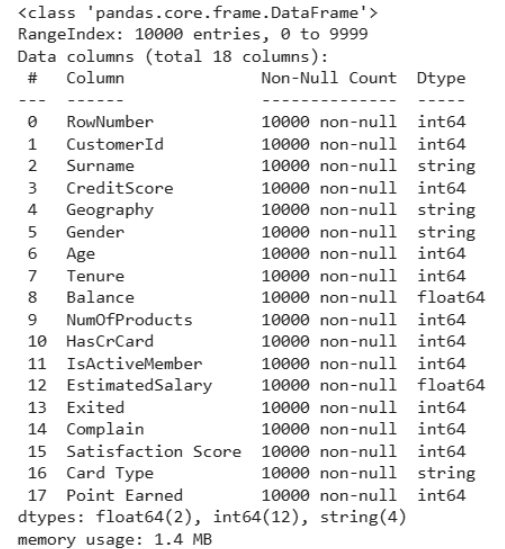 <class 'pandas.core.frame.DataFrame'>
RangeIndex: 10000 entries, 0 to 9999
Data columns (total 18 columns):
 #   Column              Non-Null Count  Dtype
---  ------              --------------  -----
 0   RowNumber           10000 non-null  int64
 1   CustomerId          10000 non-null  int64
 2   Surname             10000 non-null  string
 3   CreditScore         10000 non-null  int64
 4   Geography           10000 non-null  string
 5   Gender              10000 non-null  string
 6   Age                 10000 non-null  int64
 7   Tenure              10000 non-null  int64
 8   Balance             10000 non-null  float64
 9   NumOfProducts       10000 non-null  int64
 10  HasCrCard           10000 non-null  int64
 11  IsActiveMember      10000 non-null  int64
 12  EstimatedSalary     10000 non-null  float64
 13  Exited              10000 non-null  int64
 14  Complain            10000 non-null  int64
 15  Satisfaction Score  10000 non-null  int64
 16  Card Type           10000 non-null  string
 17  Point Earned        10000 non-null  int64
dtypes: float64(2), int64(12), string(4)
memory usage: 1.4 MB